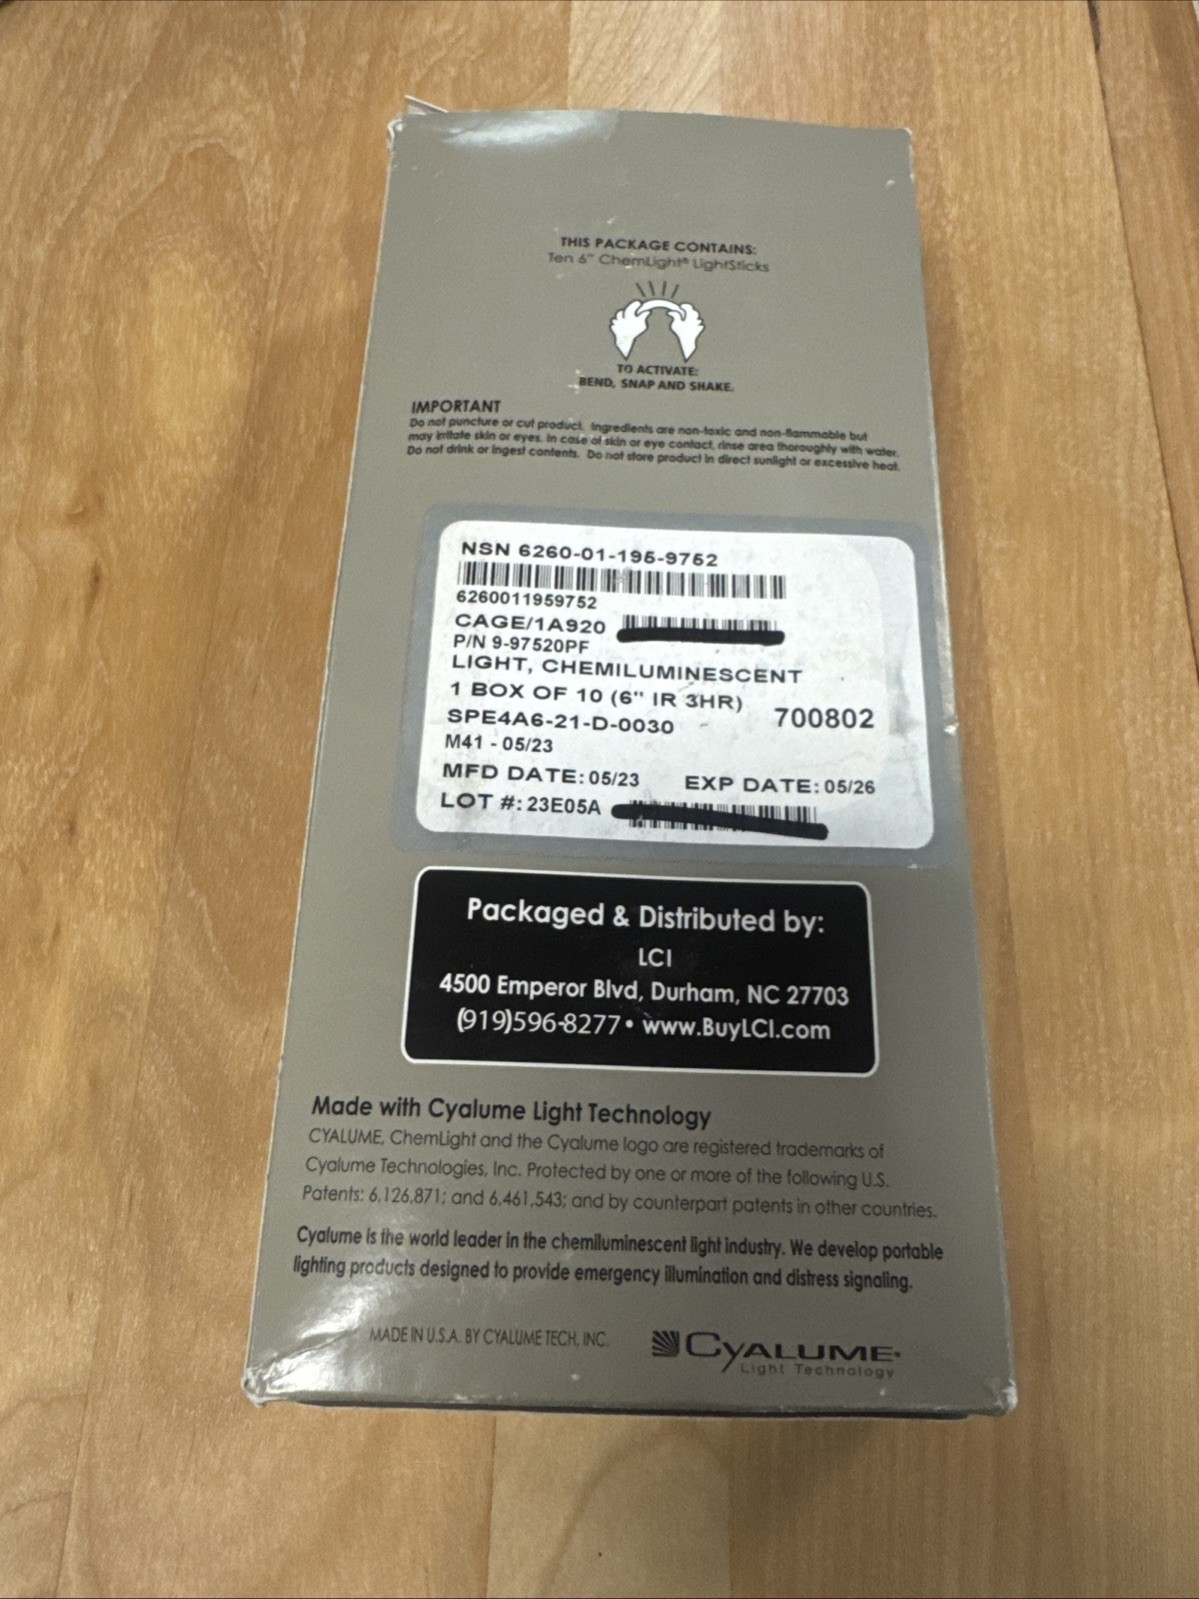 THIS PACKAGE CONTAINS:
Ten 6" ChemLight® LightSticks
TO ACTIVATE:
BEND, SNAP AND SHAKE.
IMPORTANT
Do not puncture or cut product. Ingredients are non-toxic and non-flammable but
may irritate skin or eyes. In case of skin or eye contact, rinse area thoroughly with water.
Do not drink or ingest contents. Do not store product in direct sunlight or excessive heat.
NSN 6260-01-195-9752
6260011959752
CAGE/1A920
P/N 9-97520PF
LIGHT, CHEMILUMINESCENT
1 BOX OF 10 (6" IR 3HR)
SPE4A6-21-D-0030 700802
M41 - 05/23
MFD DATE: 05/23 EXP DATE: 05/26
LOT #: 23E05A
Packaged & Distributed by:
LCI
4500 Emperor Blvd, Durham, NC 27703
(919)596-8277 • www.BuyLCI.com
Made with Cyalume Light Technology
CYALUME, ChemLight and the Cyalume logo are registered trademarks of
Cyalume Technologies, Inc. Protected by one or more of the following U.S.
Patents: 6,126,871; and 6,461,543; and by counterpart patents in other countries.
Cyalume is the world leader in the chemiluminescent light industry. We develop portable
lighting products designed to provide emergency illumination and distress signaling.
MADE IN U.S.A. BY CYALUME TECH, INC.
CYALUME®
Light Technology